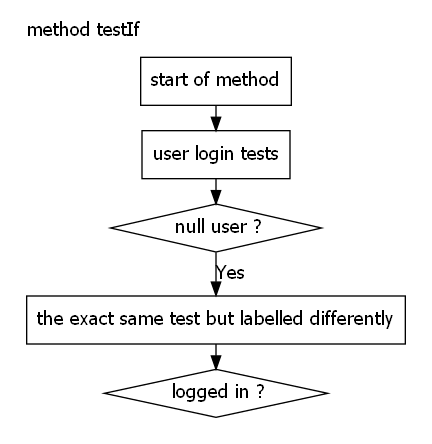 method testIf
start of method
user login tests
null user ?
Yes
the exact same test but labelled differently
logged in ?